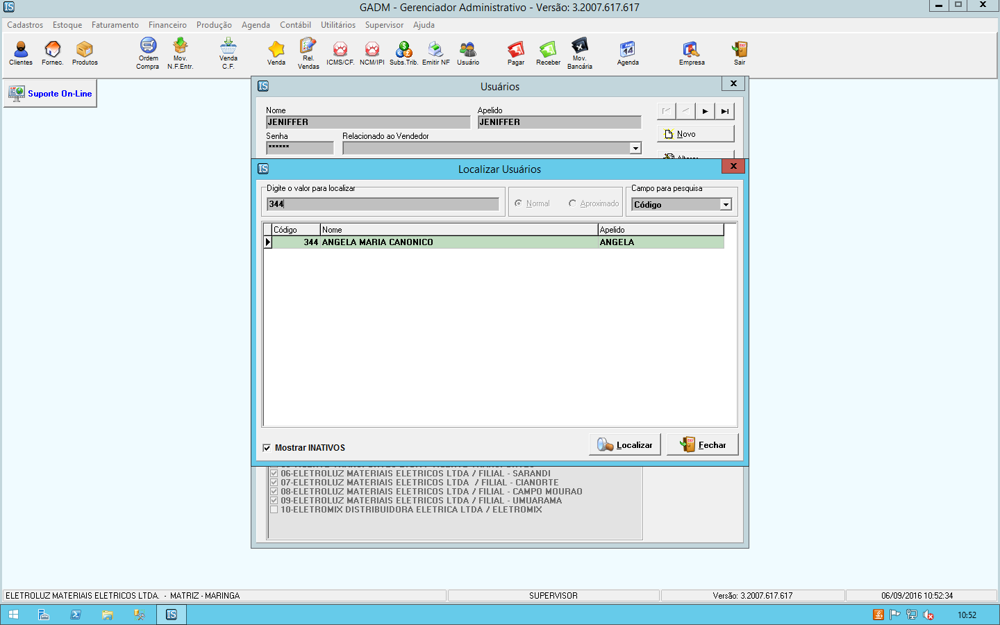 GADM - Gerenciador Administrativo - Versão: 3.2007.617.617
Cadastros Estoque Faturamento Financeiro Produção Agenda Contábil Utilitários Supervisor Ajuda
Clientes Fornec. Produtos Ordem Compra Mov. N.F.Entr. Venda C.F. Venda Rel. Vendas ICMS/CF. NCM/IPI Subs.Trib. Emitir NF Usuário Pagar Receber Mov. Bancária Agenda Empresa Sair
Suporte On-Line
Usuários
Nome Apelido
JENIFFER JENIFFER
Senha Relacionado ao Vendedor
******
Novo
Alterar
Localizar Usuários
Digite o valor para localizar
344
Normal Aproximado
Campo para pesquisa
Código
Código Nome Apelido
344 ANGELA MARIA CANONICO ANGELA
Mostrar INATIVOS
Localizar Fechar
06-ELETROLUZ MATERIAIS ELETRICOS LTDA / FILIAL - SARANDI
07-ELETROLUZ MATERIAIS ELETRICOS LTDA / FILIAL - CIANORTE
08-ELETROLUZ MATERIAIS ELETRICOS LTDA / FILIAL - CAMPO MOURAO
09-ELETROLUZ MATERIAIS ELETRICOS LTDA / FILIAL - UMUARAMA
10-ELETROMIX DISTRIBUIDORA ELETRICA LTDA / ELETROMIX
ELETROLUZ MATERIAIS ELETRICOS LTDA. - MATRIZ - MARINGA SUPERVISOR Versão: 3.2007.617.617 06/09/2016 10:52:34
10:52